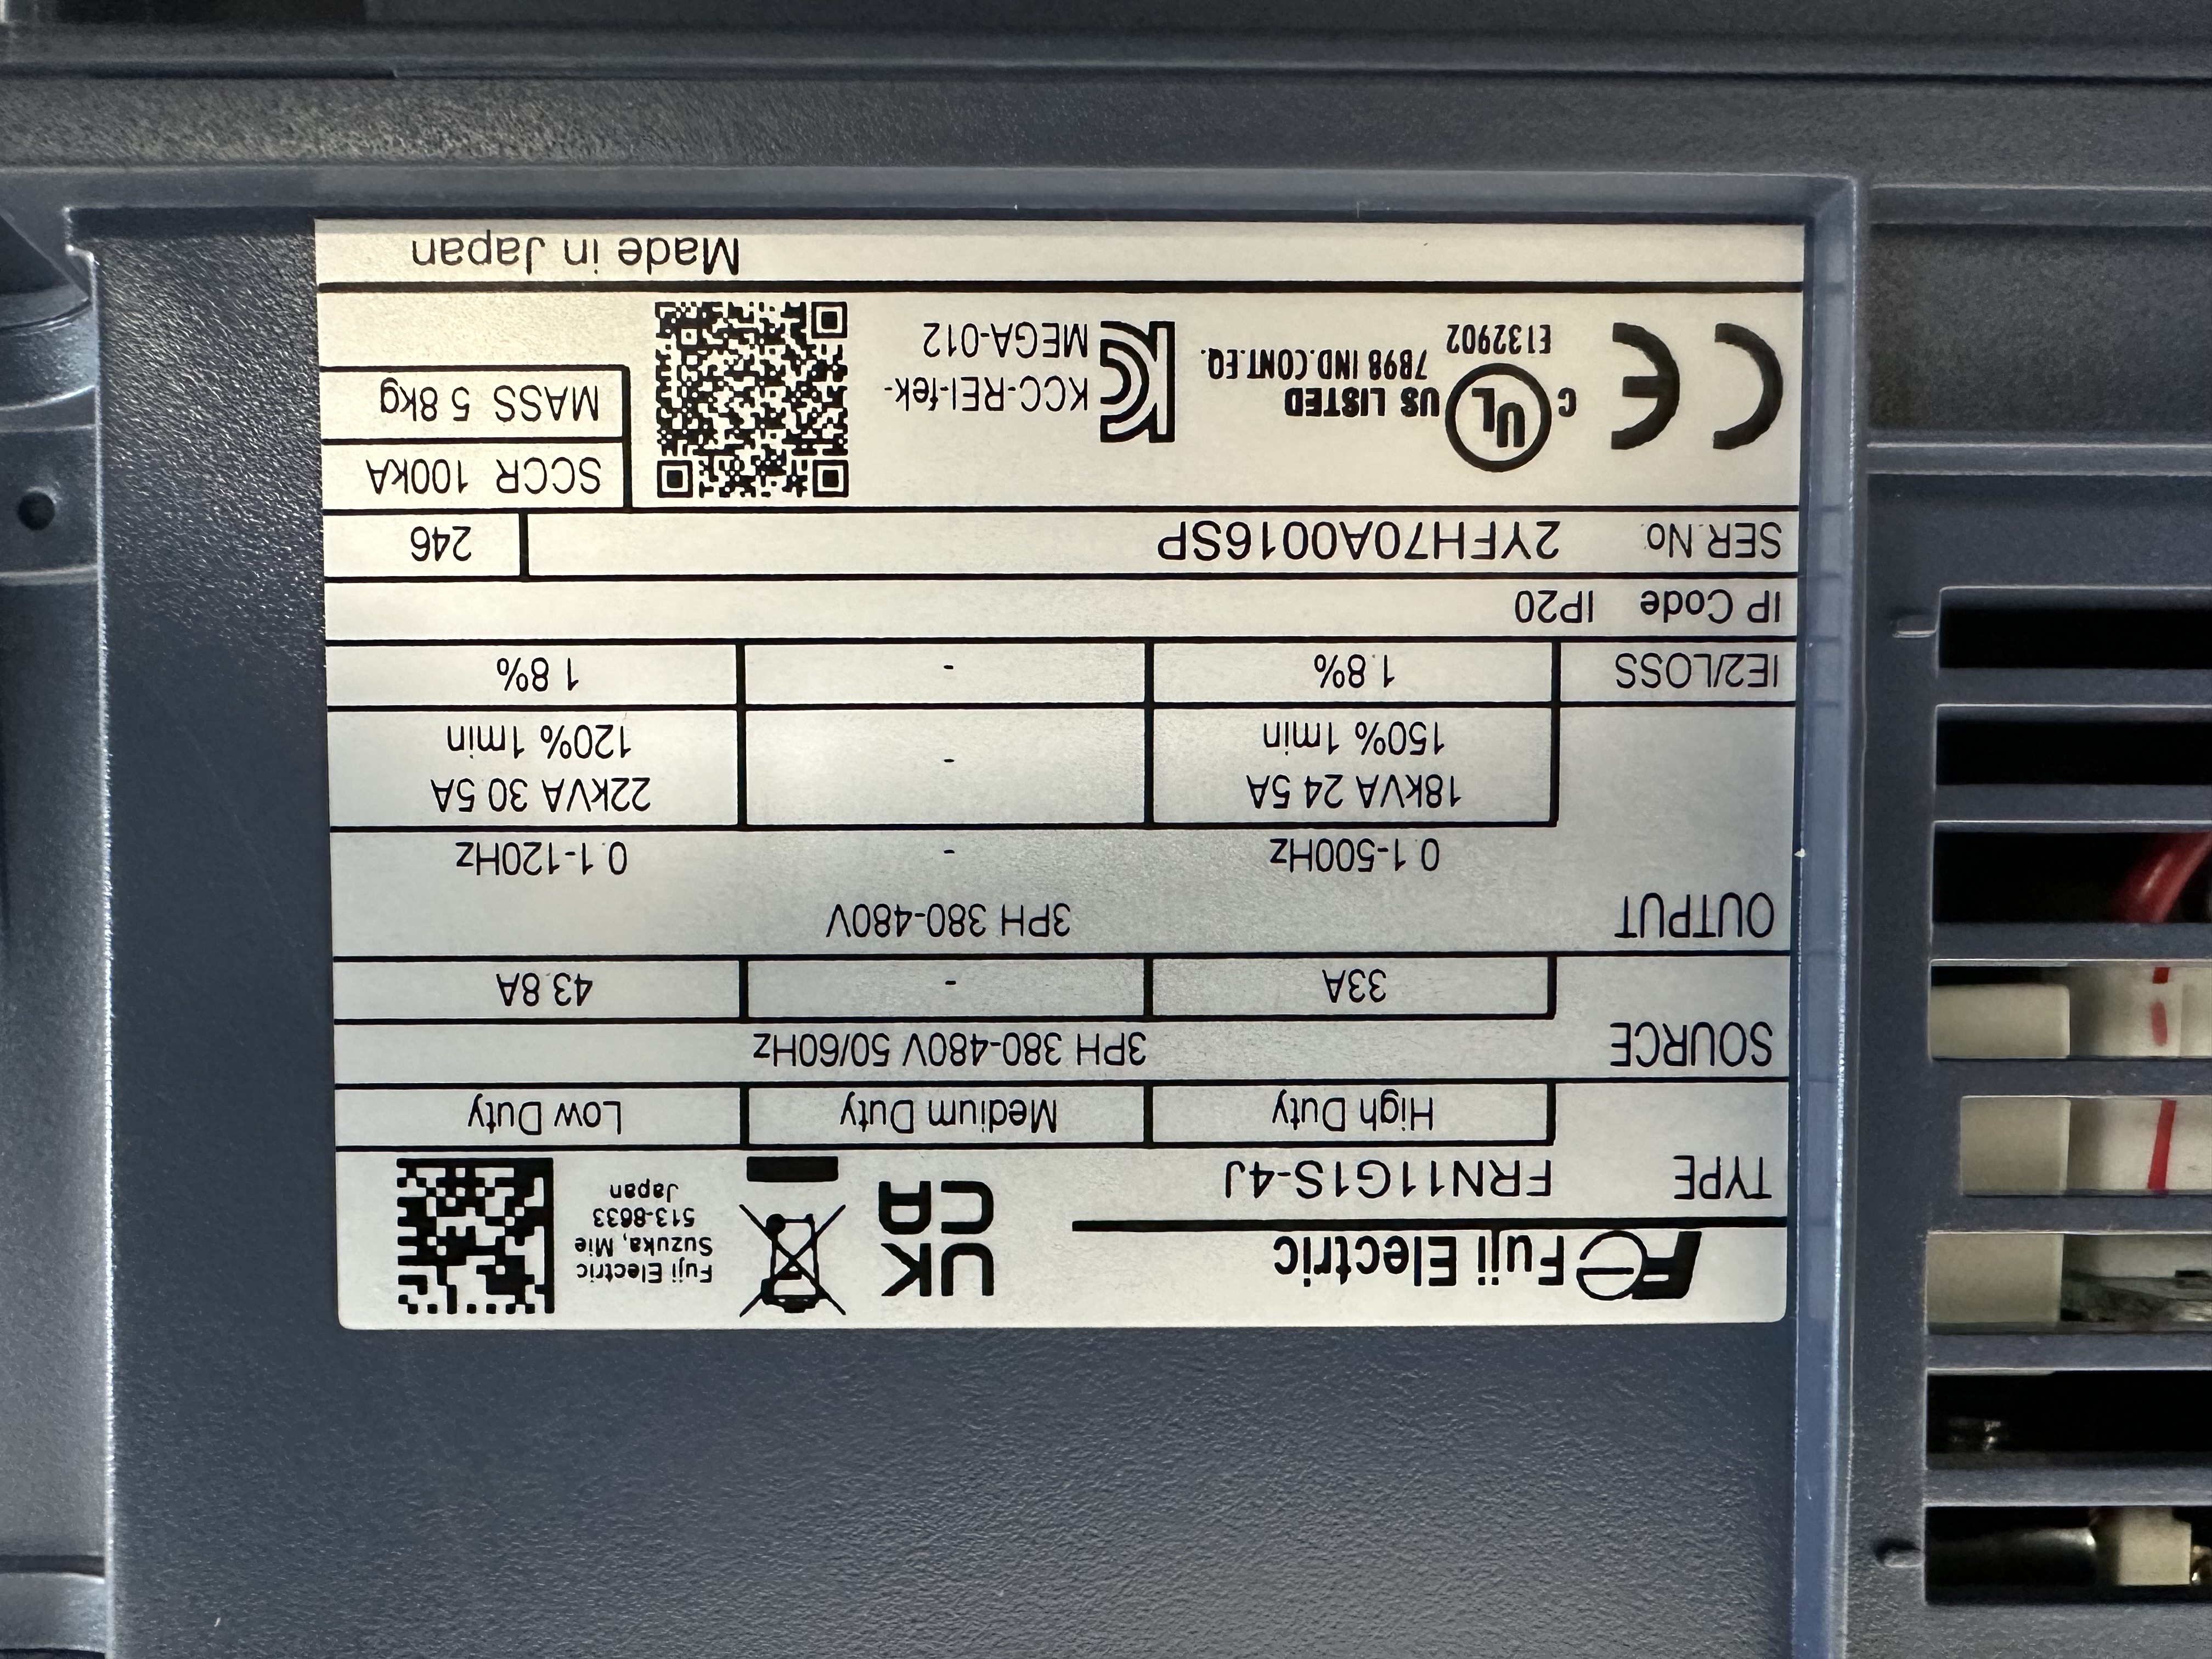 Fuji Electric
UK
CA
Fuji Electric
Suzuka, Mie
513-8633
Japan
TYPE FRN11G1S-4J
High Duty Medium Duty Low Duty
SOURCE 3PH 380-480V 50/60Hz
33A - 43.8A
OUTPUT 3PH 380-480V
0.1-500Hz - 0.1-120Hz
18kVA 24.5A - 22kVA 30.5A
150% 1min 120% 1min
IE2/LOSS 1.8% - 1.8%
IP Code IP20
SER.No. 2YFH70A0016SP 246
CE
C UL US LISTED
7B98 IND.CONT.EQ.
E132902
KCC-REI-fek-
MEGA-012
SCCR 100kA
MASS 5.8kg
Made in Japan